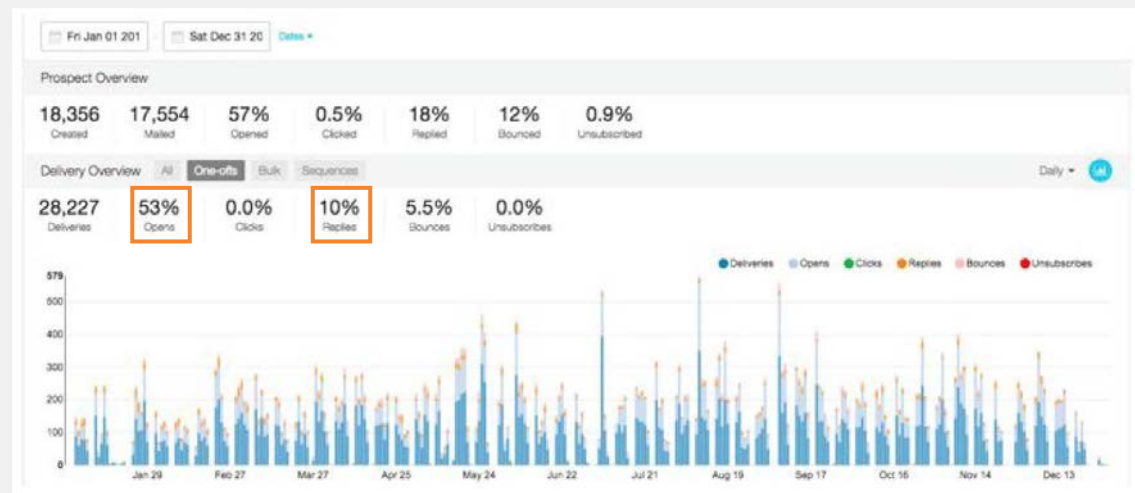 Fri Jan 01 201 - Sat Dec 31 20 Dates
Prospect Overview
18,356 17,554 57% 0.5% 18% 12% 0.9%
Created Mailed Opened Clicked Replied Bounced Unsubscribed
Delivery Overview All One-offs Bulk Sequences Daily
28,227 53% 0.0% 10% 5.5% 0.0%
Deliveries Opens Clicks Replies Bounces Unsubscribes
Deliveries Opens Clicks Replies Bounces Unsubscribes
579
500
400
300
200
100
0
Jan 29 Feb 27 Mar 27 Apr 25 May 24 Jun 22 Jul 21 Aug 19 Sep 17 Oct 16 Nov 14 Dec 13